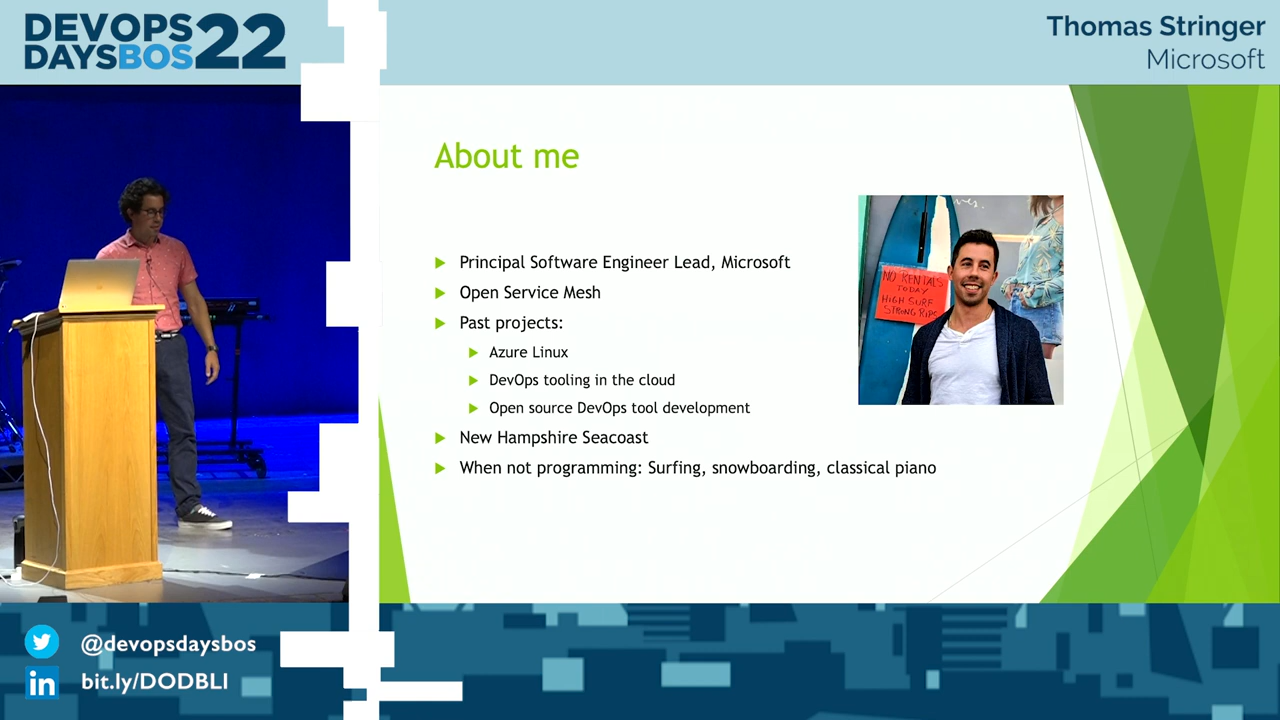 DEVOPS
DAYSBOS22
Thomas Stringer
Microsoft
About me
Principal Software Engineer Lead, Microsoft
Open Service Mesh
Past projects:
Azure Linux
DevOps tooling in the cloud
Open source DevOps tool development
New Hampshire Seacoast
When not programming: Surfing, snowboarding, classical piano
NO RENTALS
TODAY
HIGH SURF
STRONG RIPS
@devopsdaysbos
in bit.ly/DODBLI